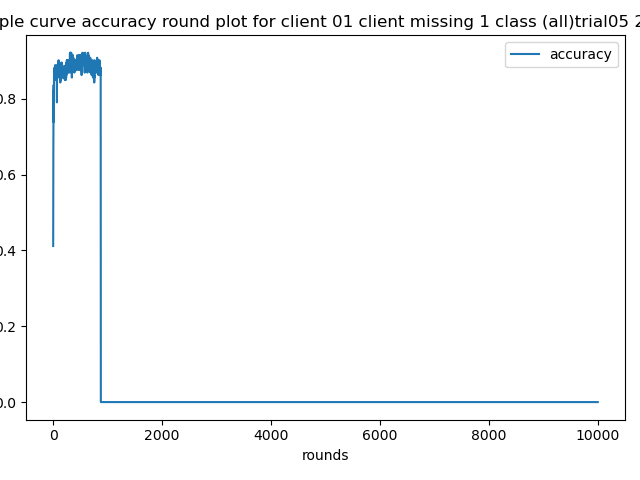 ple curve accuracy round plot for client 01 client missing 1 class (all)trial05 2
accuracy
0.8
0.6
0.4
0.2
0.0
0 2000 4000 6000 8000 10000
rounds